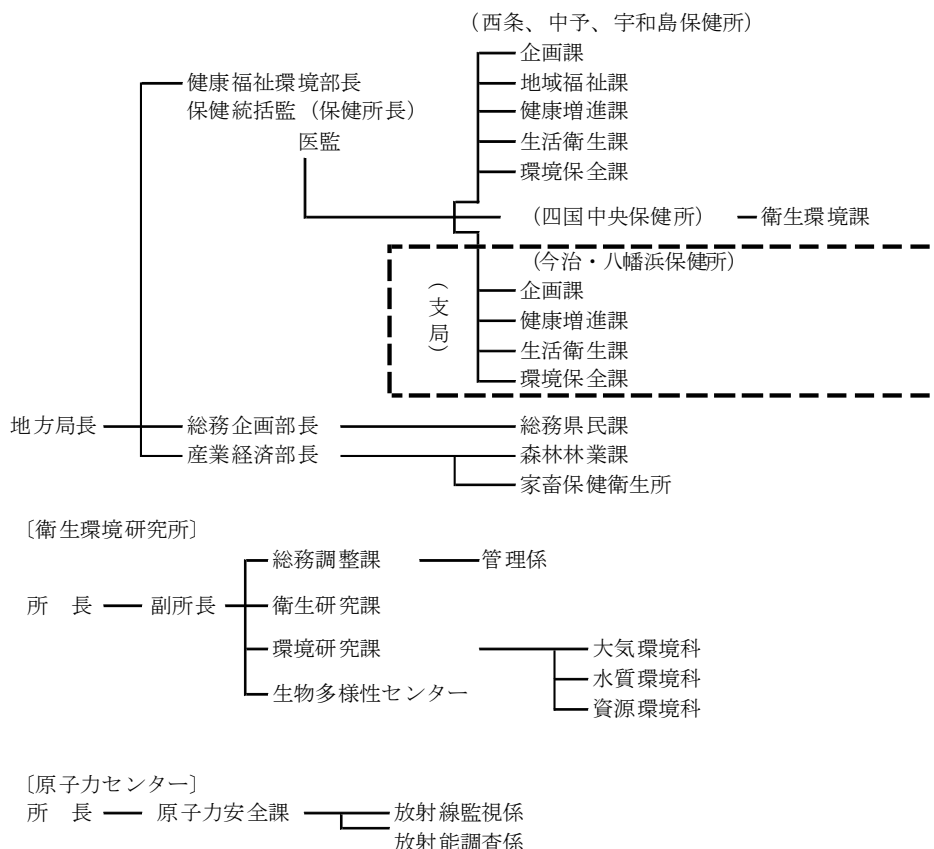 (西条、中予、宇和島保健所)
企画課
健康福祉環境部長
地域福祉課
保健統括監（保健所長）
健康増進課
医監
生活衛生課
環境保全課
(四国中央保健所)
衛生環境課
(今治・八幡浜保健所)
（支局）
企画課
健康増進課
生活衛生課
環境保全課
地方局長
総務企画部長
総務県民課
産業経済部長
森林林業課
家畜保健衛生所
〔衛生環境研究所〕
総務調整課
管理係
所　長
副所長
衛生研究課
環境研究課
大気環境科
水質環境科
生物多様性センター
資源環境科
〔原子力センター〕
所　長
原子力安全課
放射線監視係
放射能調査係